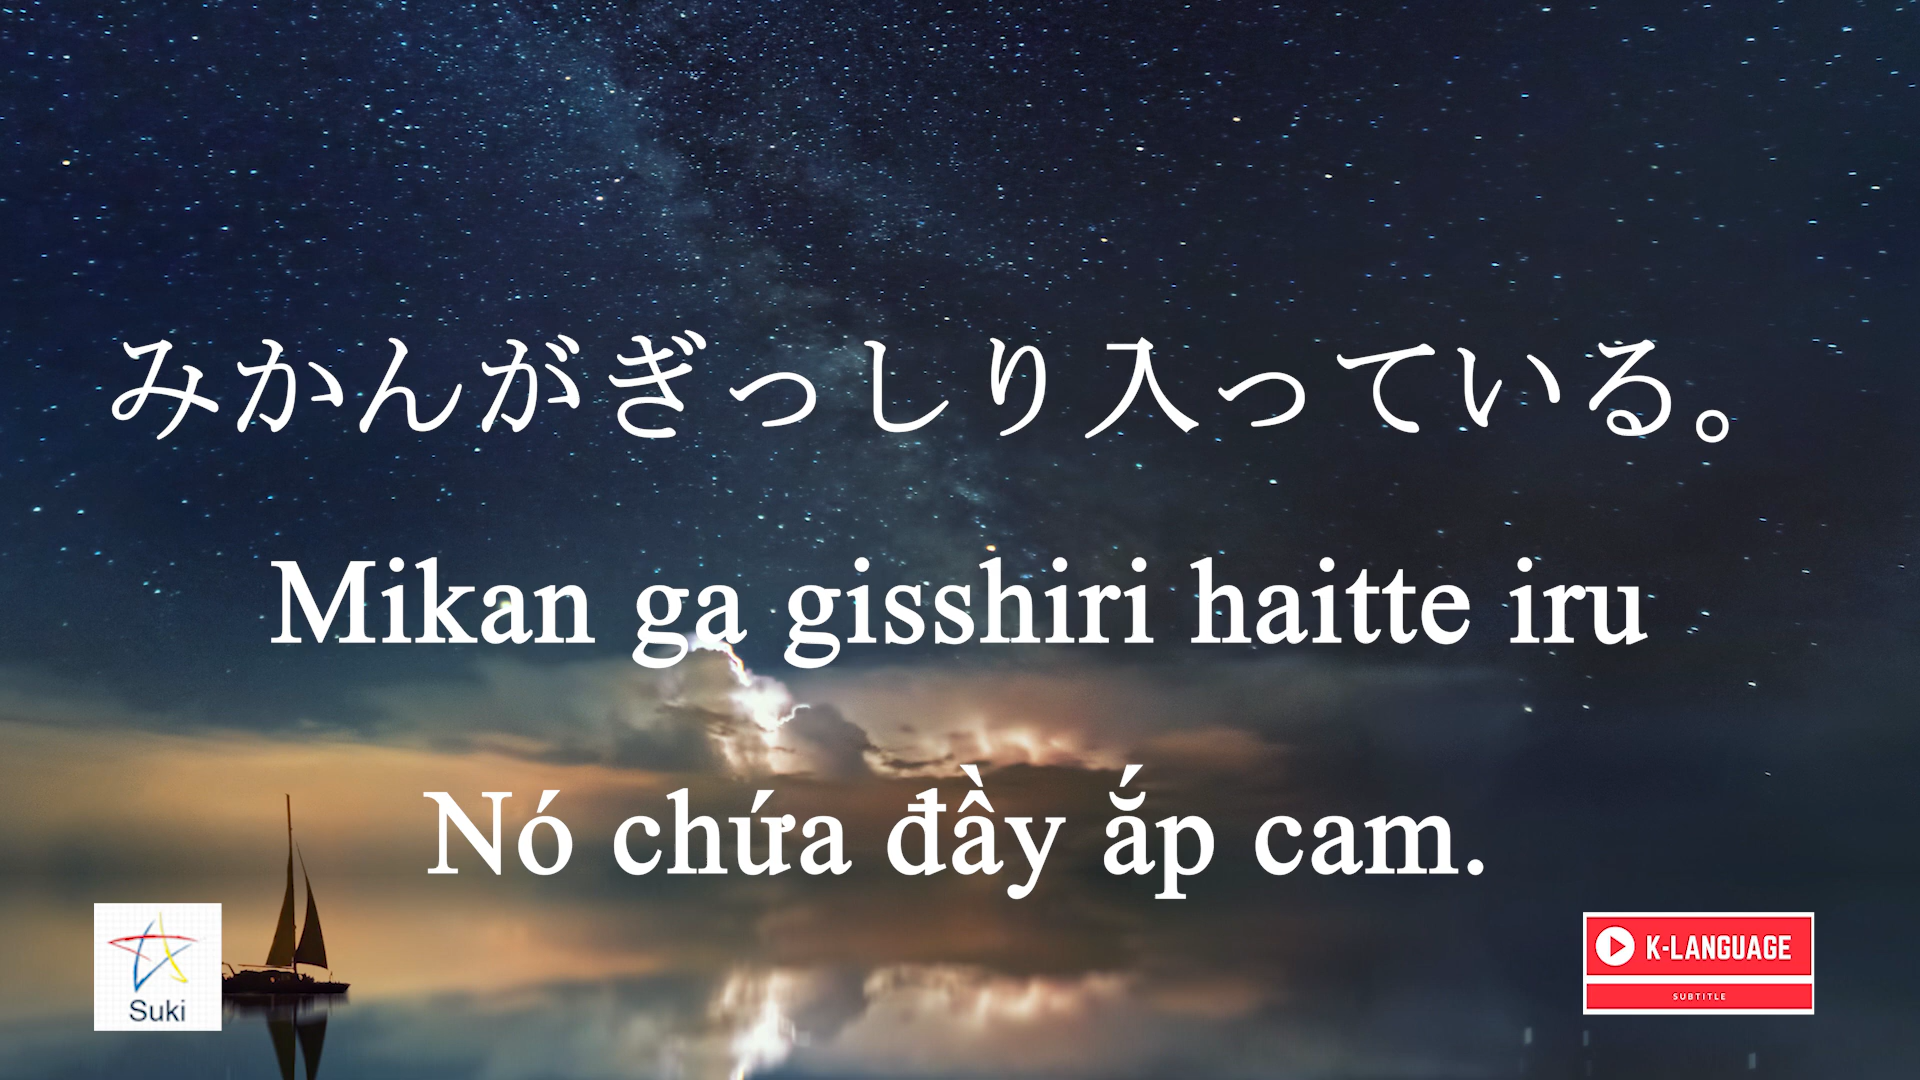 みかんがぎっしり入っている。
Mikan ga gisshiri haitte iru
Nó chứa đầy ắp cam.
Suki
K-LANGUAGE
SUBTITLE